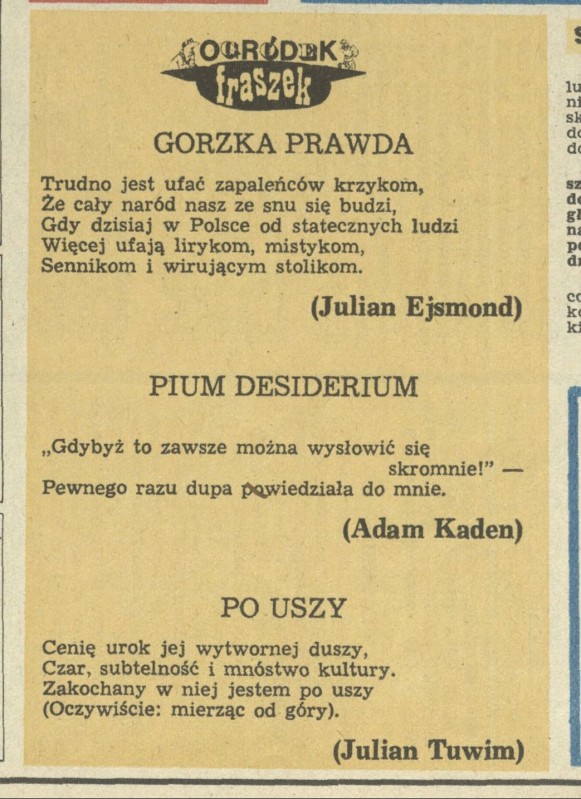 OGRÓDEK
fraszek
GORZKA PRAWDA
Trudno jest ufać zapaleńców krzykom,
Że cały naród nasz ze snu się budzi,
Gdy dzisiaj w Polsce od statecznych ludzi
Więcej ufają lirykom, mistykom,
Sennikom i wirującym stolikom.
(Julian Ejsmond)
PIUM DESIDERIUM
„Gdybyż to zawsze można wysłowić się
skromnie!” —
Pewnego razu dupa powiedziała do mnie.
(Adam Kaden)
PO USZY
Cenię urok jej wytwornej duszy,
Czar, subtelność i mnóstwo kultury.
Zakochany w niej jestem po uszy
(Oczywiście: mierząc od góry).
(Julian Tuwim)